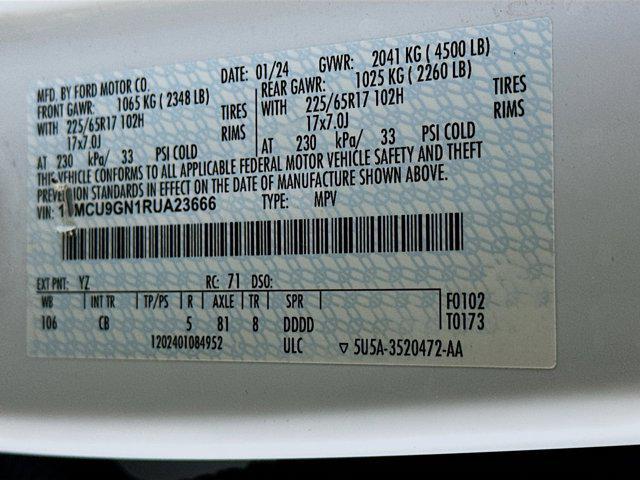 MFD. BY FORD MOTOR CO.
DATE: 01/24 GVWR: 2041 KG ( 4500 LB)
FRONT GAWR: 1065 KG ( 2348 LB) REAR GAWR: 1025 KG ( 2260 LB)
WITH 225/65R17 102H TIRES WITH 225/65R17 102H TIRES
17x7.0J RIMS 17x7.0J RIMS
AT 230 kPa/ 33 PSI COLD AT 230 kPa/ 33 PSI COLD
THIS VEHICLE CONFORMS TO ALL APPLICABLE FEDERAL MOTOR VEHICLE SAFETY AND THEFT
PREVENTION STANDARDS IN EFFECT ON THE DATE OF MANUFACTURE SHOWN ABOVE.
VIN: MCU9GN1RUA23666 TYPE: MPV
EXT PNT: YZ RC: 71 DSO:
WB INT TR TP/PS R AXLE TR SPR F0102
106 CB 5 81 8 DDDD T0173
1202401084952 ULC ▽ 5U5A-3520472-AA